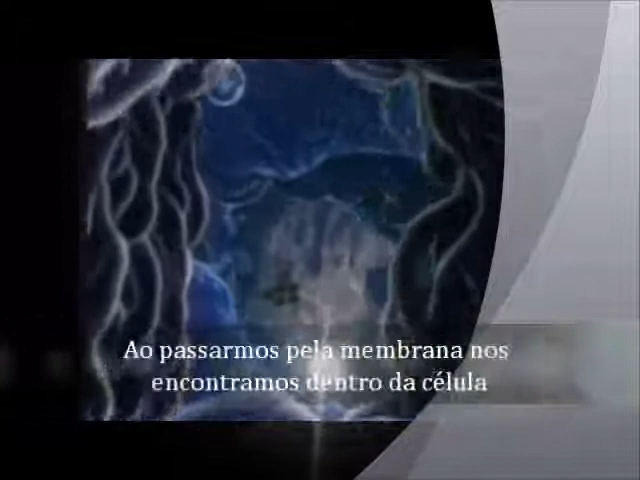 Ao passarmos pela membrana nos
encontramos dentro da célula